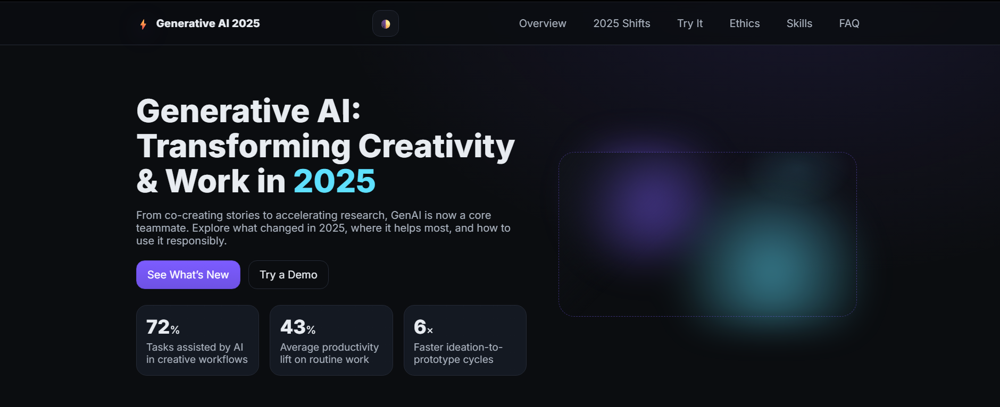 Generative AI 2025
Overview
2025 Shifts
Try It
Ethics
Skills
FAQ
Generative AI:
Transforming Creativity
& Work in 2025
From co-creating stories to accelerating research, GenAI is now a core
teammate. Explore what changed in 2025, where it helps most, and how to
use it responsibly.
See What’s New
Try a Demo
72%
Tasks assisted by AI
in creative workflows
43%
Average productivity
lift on routine work
6×
Faster ideation-to-
prototype cycles